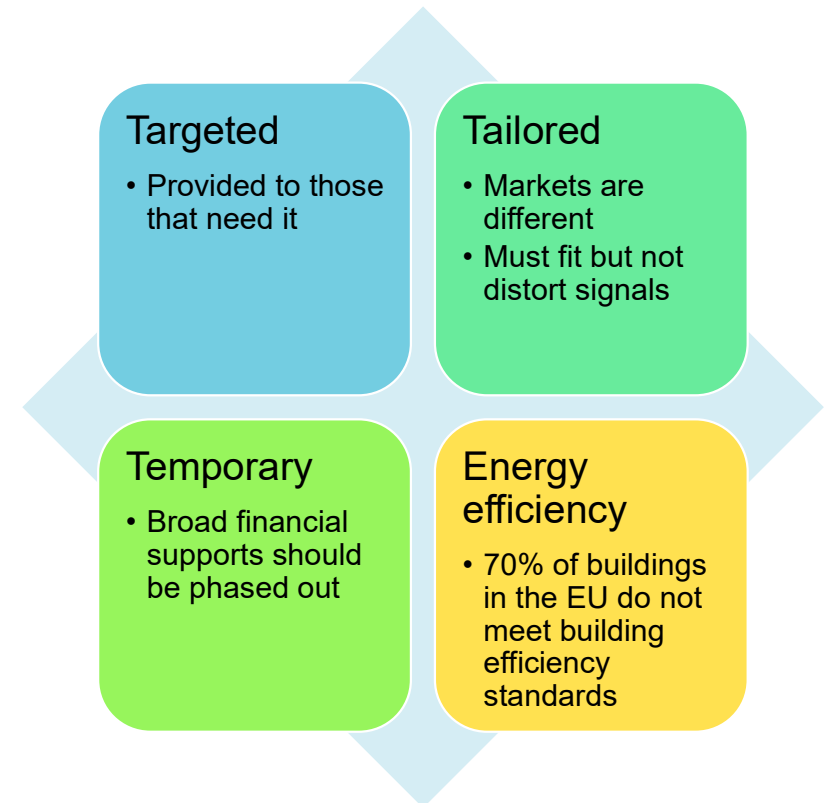 Targeted
• Provided to those
that need it
Tailored
• Markets are
different
• Must fit but not
distort signals
Temporary
• Broad financial
supports should
be phased out
Energy
efficiency
• 70% of buildings
in the EU do not
meet building
efficiency
standards